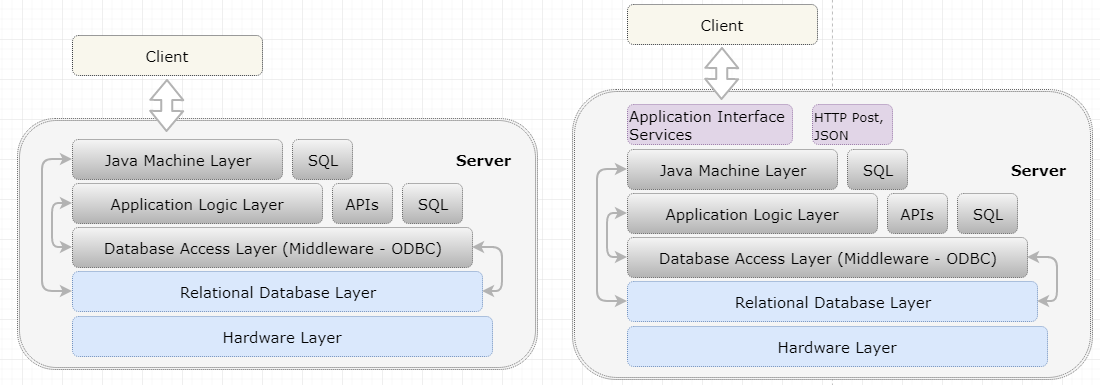 Client
Java Machine Layer
SQL
Server
Application Logic Layer
APIs
SQL
Database Access Layer (Middleware - ODBC)
Relational Database Layer
Hardware Layer
Client
Application Interface
Services
HTTP Post,
JSON
Java Machine Layer
SQL
Server
Application Logic Layer
APIs
SQL
Database Access Layer (Middleware - ODBC)
Relational Database Layer
Hardware Layer